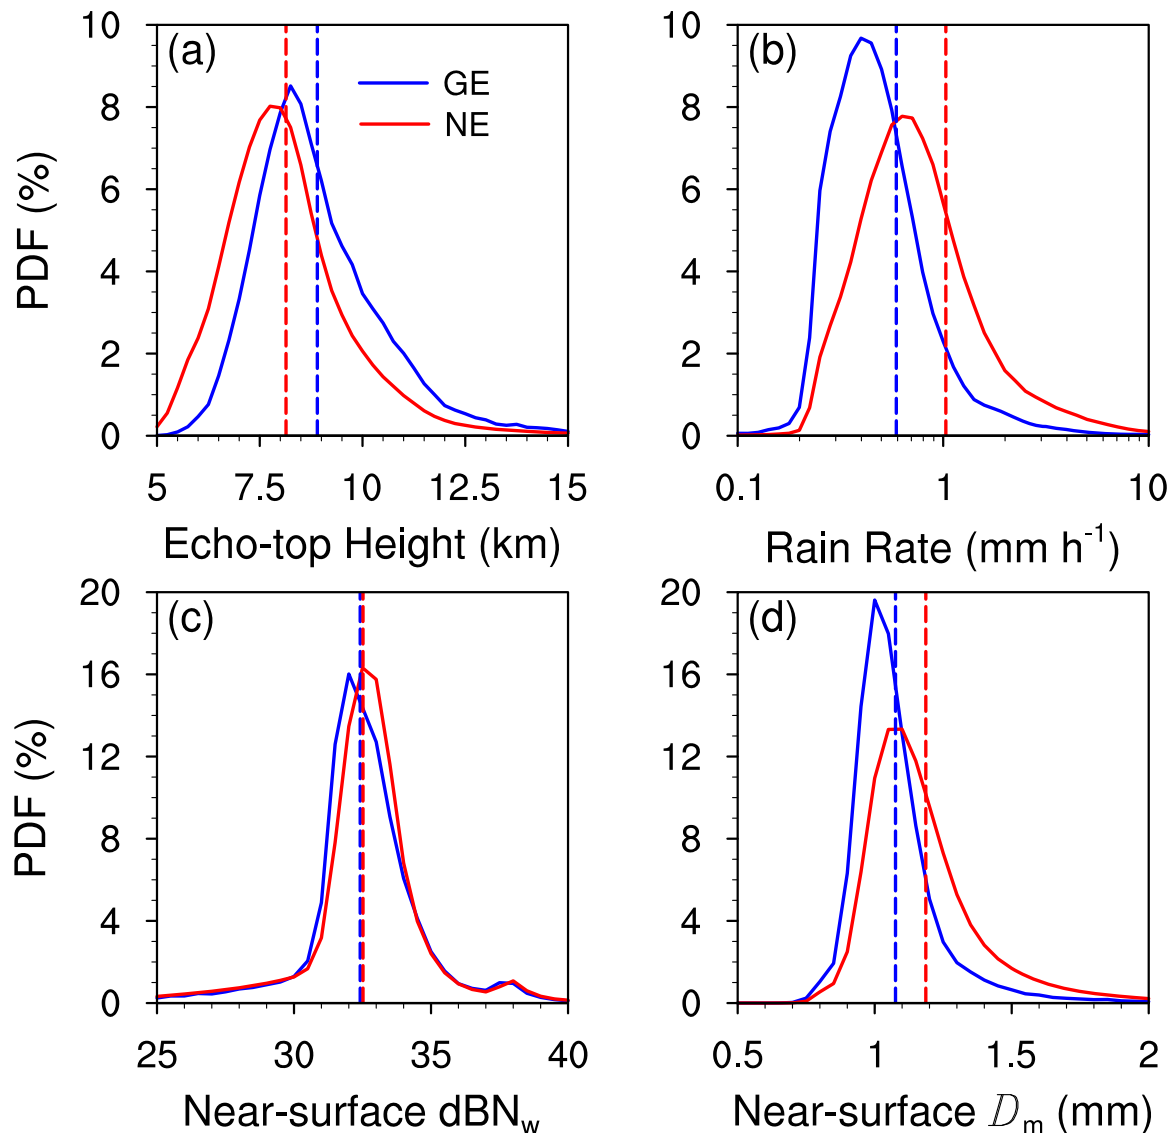 (a)
GE
NE
PDF (%)
10
8
6
4
2
0
5 7.5 10 12.5 15
Echo-top Height (km)
(b)
10
8
6
4
2
0
0.1 1 10
Rain Rate (mm h⁻¹)
(c)
PDF (%)
20
16
12
8
4
0
25 30 35 40
Near-surface dBN_w
(d)
20
16
12
8
4
0
0.5 1 1.5 2
Near-surface D_m (mm)